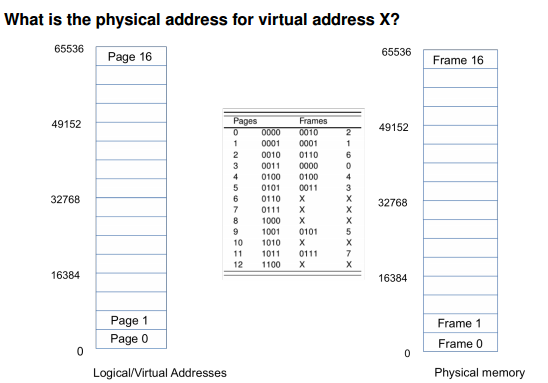 What is the physical address for virtual address X?
65536
Page 16
49152
32768
16384
Page 1
Page 0
0
Logical/Virtual Addresses
Pages Frames
0 0000 0010 2
1 0001 0001 1
2 0010 0110 6
3 0011 0000 0
4 0100 0100 4
5 0101 0011 3
6 0110 X X
7 0111 X X
8 1000 X X
9 1001 0101 5
10 1010 X X
11 1011 0111 7
12 1100 X X
65536
Frame 16
49152
32768
16384
Frame 1
Frame 0
0
Physical memory